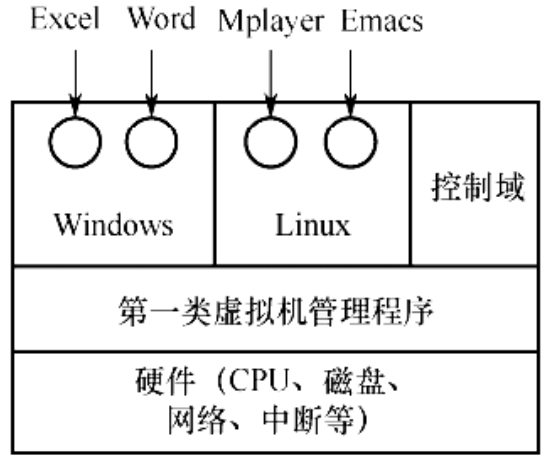 Excel Word Mplayer Emacs
控制域
Windows Linux
第一类虚拟机管理程序
硬件（CPU、磁盘、
网络、中断等）